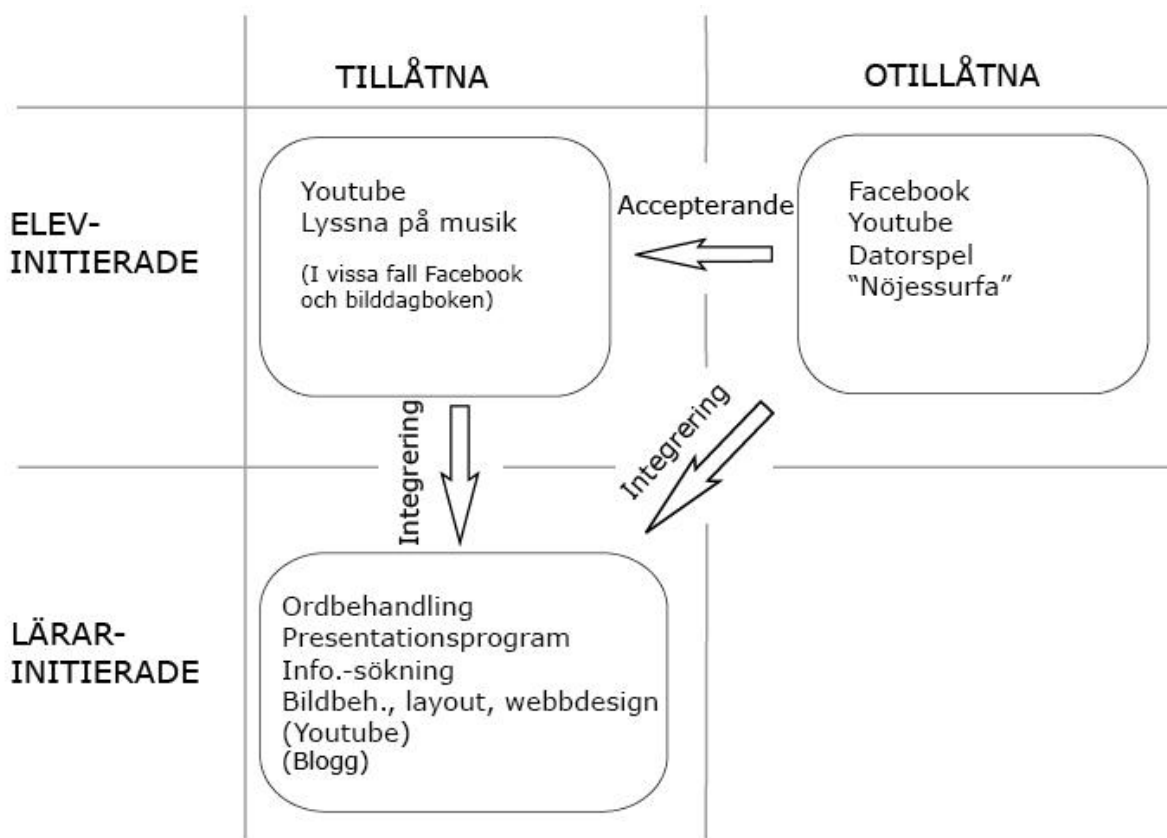 TILLÅTNA
OTILLÅTNA
ELEV-
INITIERADE
Youtube
Lyssna på musik
(I vissa fall Facebook
och bilddagboken)
Accepterande
Facebook
Youtube
Datorspel
“Nöjessurfa”
Integrering
Integrering
LÄRAR-
INITIERADE
Ordbehandling
Presentationsprogram
Info.-sökning
Bildbeh., layout, webbdesign
(Youtube)
(Blogg)